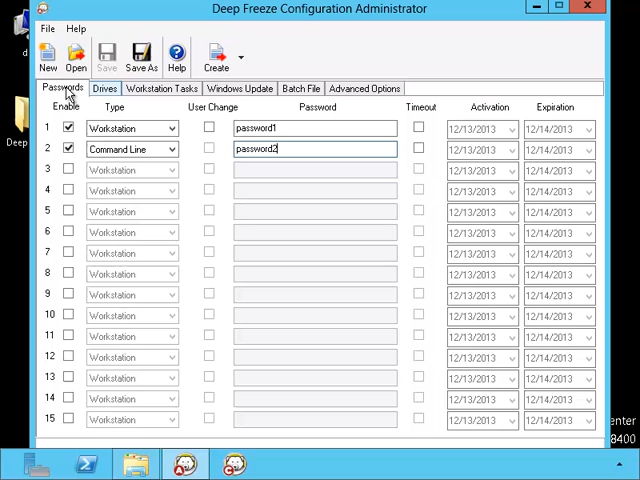 Deep Freeze Configuration Administrator
File Help
New Open Save Save As Help Create
Passwords Drives Workstation Tasks Windows Update Batch File Advanced Options
Enable Type User Change Password Timeout Activation Expiration
1 Workstation password1 12/13/2013 12/14/2013
2 Command Line password2 12/13/2013 12/14/2013
3 Workstation 12/13/2013 12/14/2013
4 Workstation 12/13/2013 12/14/2013
5 Workstation 12/13/2013 12/14/2013
6 Workstation 12/13/2013 12/14/2013
7 Workstation 12/13/2013 12/14/2013
8 Workstation 12/13/2013 12/14/2013
9 Workstation 12/13/2013 12/14/2013
10 Workstation 12/13/2013 12/14/2013
11 Workstation 12/13/2013 12/14/2013
12 Workstation 12/13/2013 12/14/2013
13 Workstation 12/13/2013 12/14/2013
14 Workstation 12/13/2013 12/14/2013
15 Workstation 12/13/2013 12/14/2013
d
Deep
enter
8400